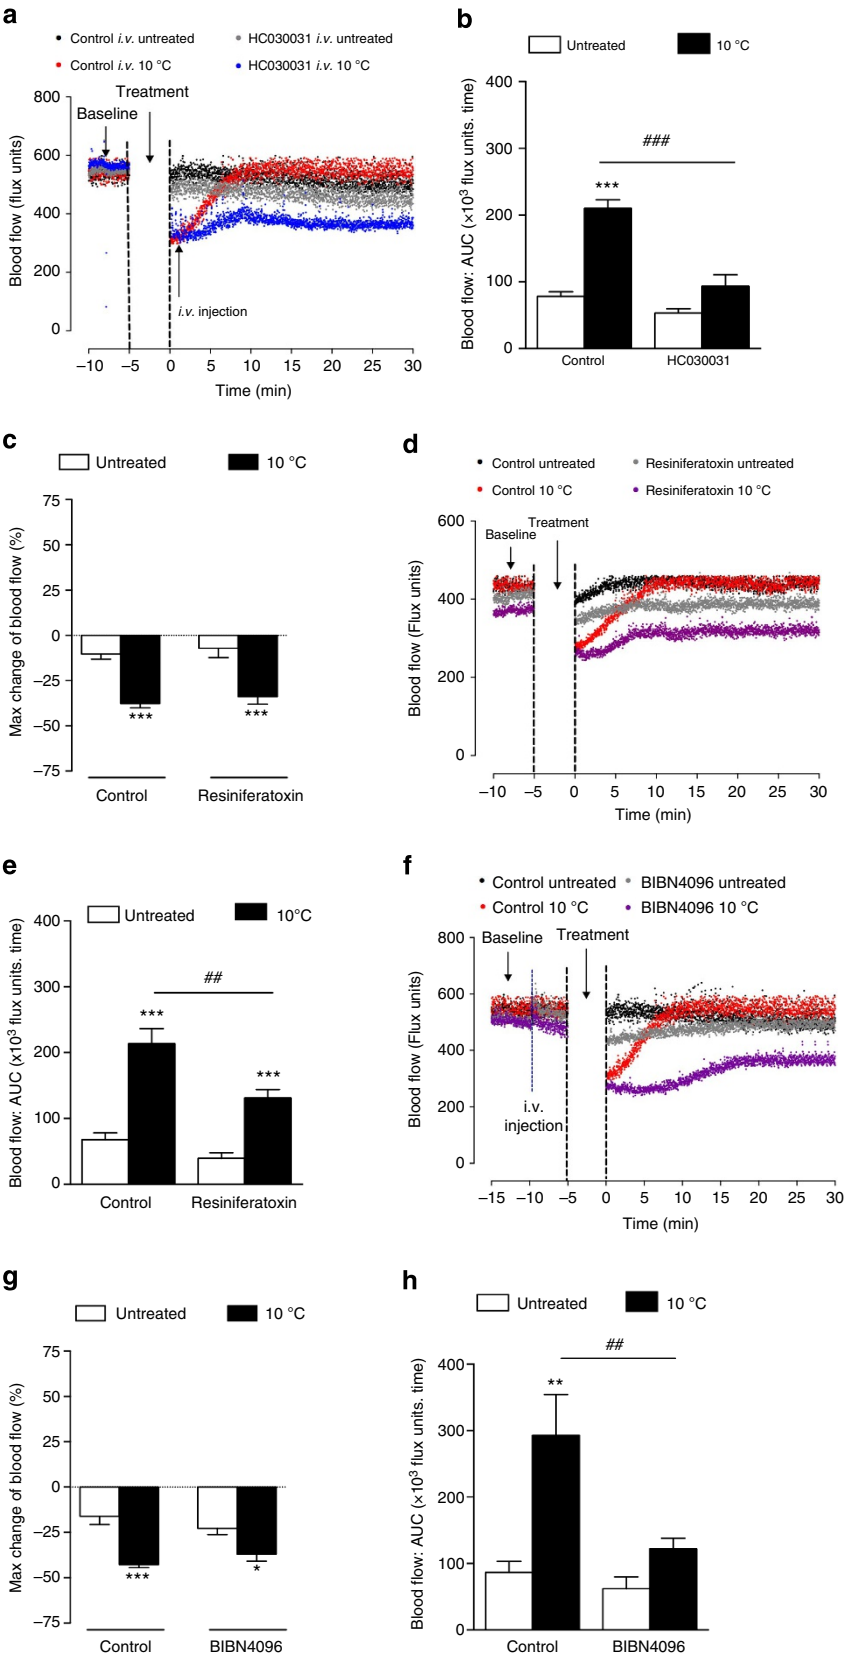 a
Control i.v. untreated
HC030031 i.v. untreated
Control i.v. 10 °C
HC030031 i.v. 10 °C
Treatment
Baseline
Blood flow (flux units)
800
600
400
200
0
i.v. injection
–10 –5 0 5 10 15 20 25 30
Time (min)
b
Untreated
10 °C
Blood flow: AUC (×10³ flux units. time)
400
300
200
100
0
###
***
Control
HC030031
c
Untreated
10 °C
Max change of blood flow (%)
75
50
25
0
–25
–50
–75
***
***
Control
Resiniferatoxin
d
Control untreated
Resiniferatoxin untreated
Control 10 °C
Resiniferatoxin 10 °C
Treatment
Baseline
Blood flow (Flux units)
600
400
200
0
–10 –5 0 5 10 15 20 25 30
Time (min)
e
Untreated
10°C
Blood flow: AUC (x10³ flux units. time)
400
300
200
100
0
##
***
***
Control
Resiniferatoxin
f
Control untreated
BIBN4096 untreated
Control 10 °C
BIBN4096 10 °C
Baseline
Treatment
Blood flow (Flux units)
800
600
400
200
0
i.v.
injection
–15 –10 –5 0 5 10 15 20 25 30
Time (min)
g
Untreated
10 °C
Max change of blood flow (%)
75
50
25
0
–25
–50
–75
***
*
Control
BIBN4096
h
Untreated
10 °C
Blood flow: AUC (×10³ flux units. time)
400
300
200
100
0
##
**
Control
BIBN4096